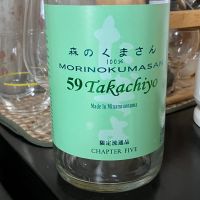 森のくまさん
100%
MORINOKUMASAN
59 Takachiyo
Made in Minamiuonuma
限定流通品
CHAPTER FIVE